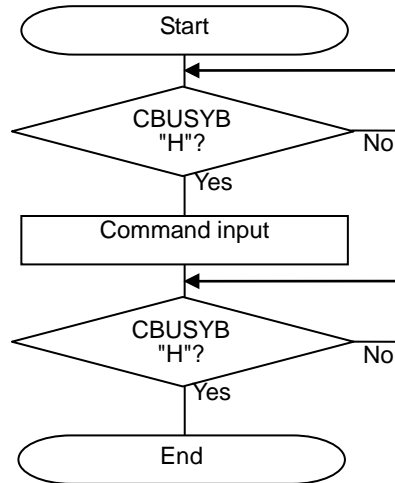 Start
CBUSYB
"H"?
No
Yes
Command input
CBUSYB
"H"?
No
Yes
End